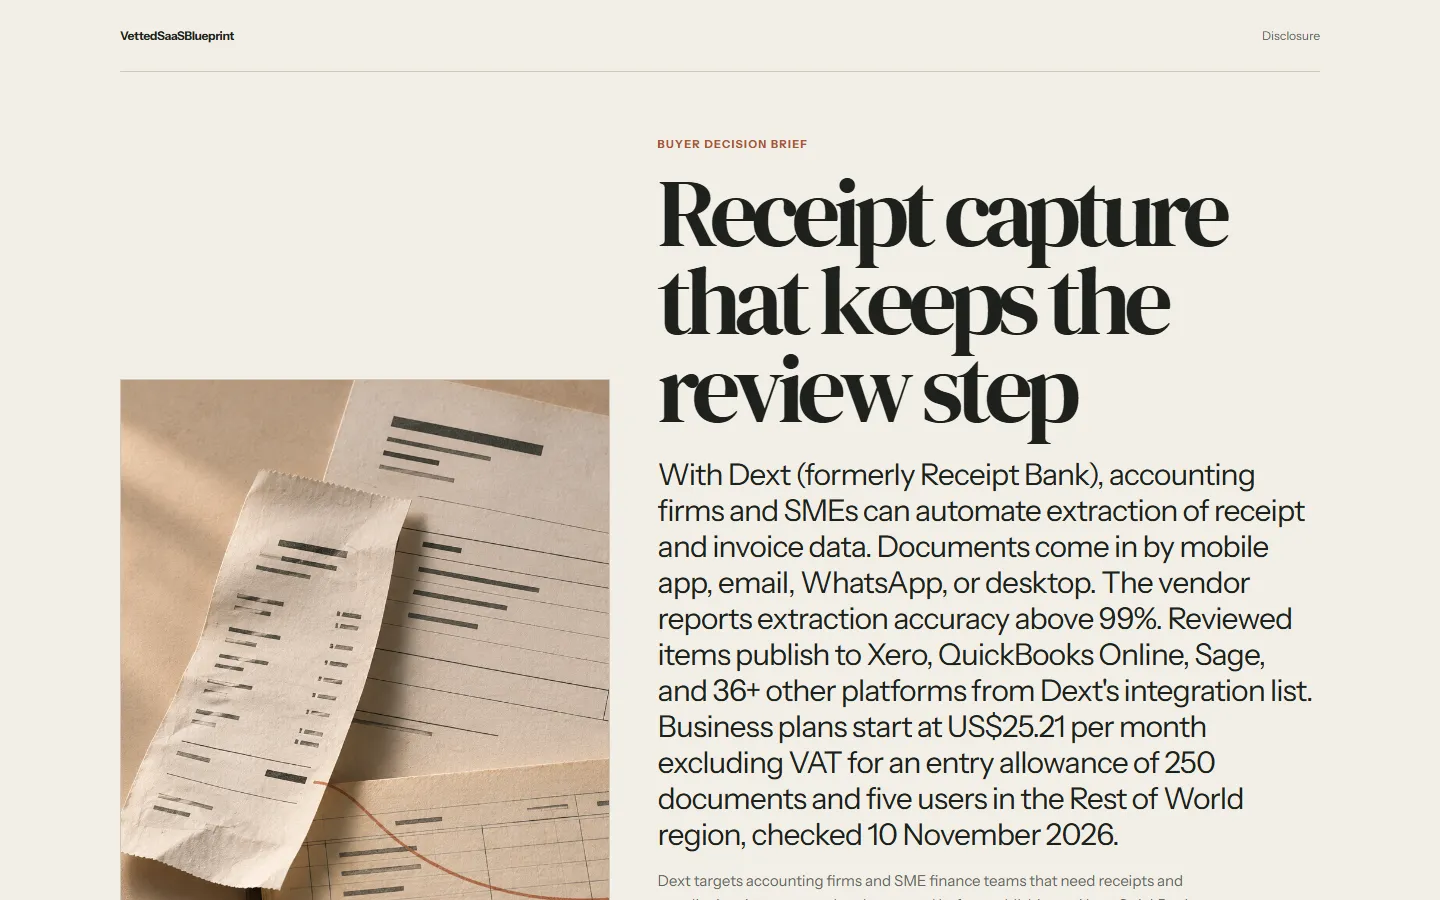 VettedSaaSBlueprint
Disclosure
BUYER DECISION BRIEF
Receipt capture
that keeps the
review step
With Dext (formerly Receipt Bank), accounting
firms and SMEs can automate extraction of receipt
and invoice data. Documents come in by mobile
app, email, WhatsApp, or desktop. The vendor
reports extraction accuracy above 99%. Reviewed
items publish to Xero, QuickBooks Online, Sage,
and 36+ other platforms from Dext's integration list.
Business plans start at US$25.21 per month
excluding VAT for an entry allowance of 250
documents and five users in the Rest of World
region, checked 10 November 2026.
Dext targets accounting firms and SME finance teams that need receipts and